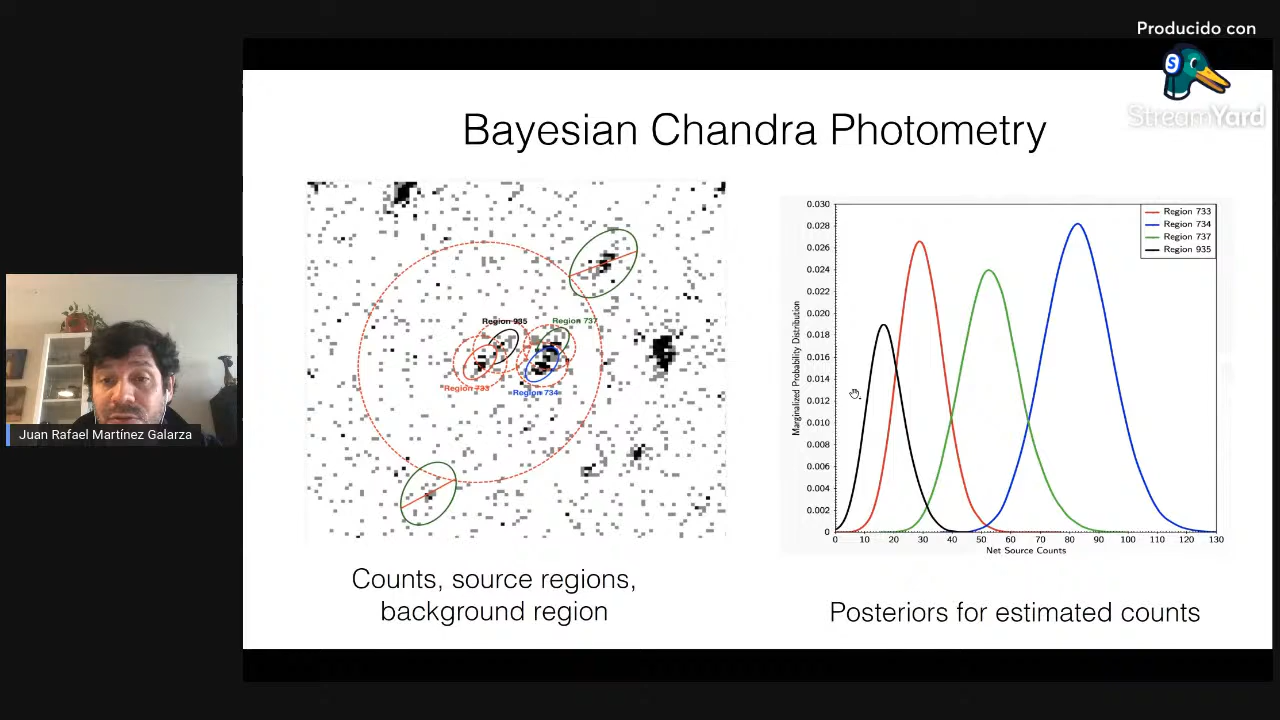 Producido con
StreamYard
Bayesian Chandra Photometry
Region 935
Region 737
Region 733
Region 734
Counts, source regions,
background region
0.030
0.028
0.026
0.024
0.022
0.020
0.018
0.016
0.014
0.012
0.010
0.008
0.006
0.004
0.002
0
Marginalized Probability Distribution
Region 733
Region 734
Region 737
Region 935
0 10 20 30 40 50 60 70 80 90 100 110 120 130
Net Source Counts
Posteriors for estimated counts
Juan Rafael Martínez Galarza